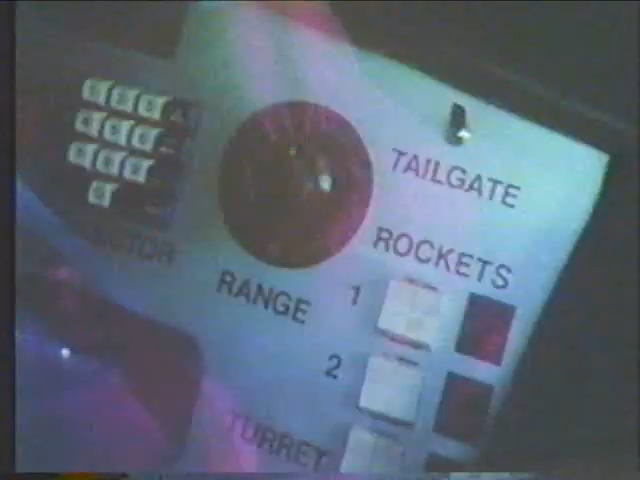 TAILGATE
ROCKETS
RANGE
1
2
TURRET